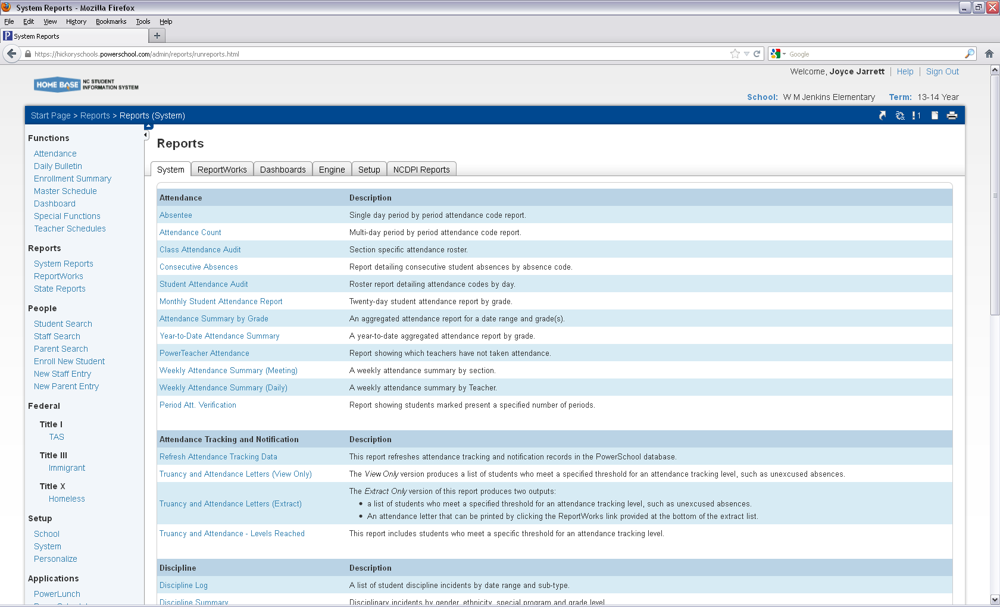 System Reports - Mozilla Firefox
File Edit View History Bookmarks Tools Help
P System Reports +
https://hickoryschools.powerschool.com/admin/reports/runreports.html Google
Welcome, Joyce Jarrett | Help | Sign Out
HOME BASE NC STUDENT
INFORMATION SYSTEM
School: W M Jenkins Elementary Term: 13-14 Year
Start Page > Reports > Reports (System) !1
Functions
Attendance
Daily Bulletin
Enrollment Summary
Master Schedule
Dashboard
Special Functions
Teacher Schedules
Reports
System Reports
ReportWorks
State Reports
People
Student Search
Staff Search
Parent Search
Enroll New Student
New Staff Entry
New Parent Entry
Federal
Title I
TAS
Title III
Immigrant
Title X
Homeless
Setup
School
System
Personalize
Applications
PowerLunch
Reports
System ReportWorks Dashboards Engine Setup NCDPI Reports
Attendance Description
Absentee Single day period by period attendance code report.
Attendance Count Multi-day period by period attendance code report.
Class Attendance Audit Section specific attendance roster.
Consecutive Absences Report detailing consecutive student absences by absence code.
Student Attendance Audit Roster report detailing attendance codes by day.
Monthly Student Attendance Report Twenty-day student attendance report by grade.
Attendance Summary by Grade An aggregated attendance report for a date range and grade(s).
Year-to-Date Attendance Summary A year-to-date aggregated attendance report by grade.
PowerTeacher Attendance Report showing which teachers have not taken attendance.
Weekly Attendance Summary (Meeting) A weekly attendance summary by section.
Weekly Attendance Summary (Daily) A weekly attendance summary by Teacher.
Period Att. Verification Report showing students marked present a specified number of periods.
Attendance Tracking and Notification Description
Refresh Attendance Tracking Data This report refreshes attendance tracking and notification records in the PowerSchool database.
Truancy and Attendance Letters (View Only) The View Only version produces a list of students who meet a specified threshold for an attendance tracking level, such as unexcused absences.
The Extract Only version of this report produces two outputs:
Truancy and Attendance Letters (Extract) • a list of students who meet a specified threshold for an attendance tracking level, such as unexcused absences.
• An attendance letter that can be printed by clicking the ReportWorks link provided at the bottom of the extract list.
Truancy and Attendance - Levels Reached This report includes students who meet a specific threshold for an attendance tracking level.
Discipline Description
Discipline Log A list of student discipline incidents by date range and sub-type.
Discipline Summary Disciplinary incidents by gender, ethnicity, special program and grade level